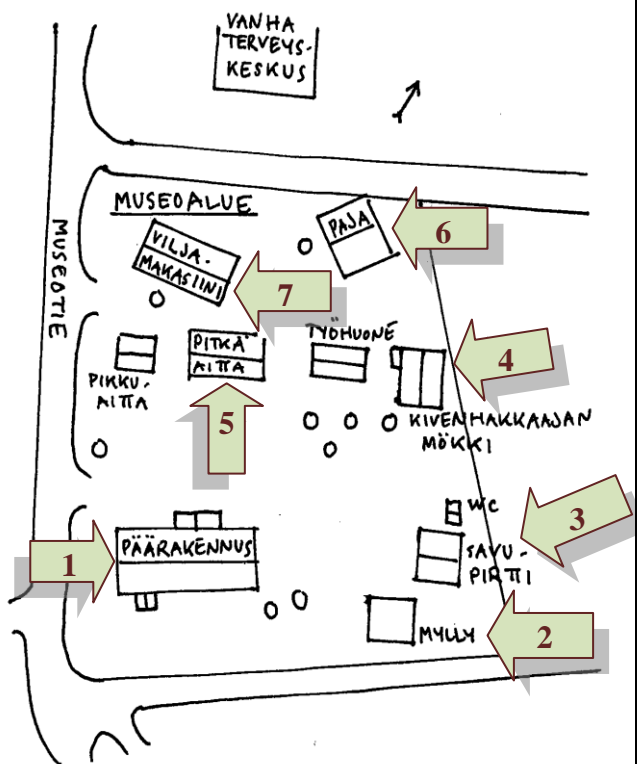 VANHA
TERVEYS-
KESKUS
MUSEOALUE
PAJA
6
MUSEOTIE
VILJA-
MAKASIINI
7
PITKÄ
AITTA
TYÖHUONE
4
PIKKU-
AITTA
5
KIVENHAKKAAJAN
MÖKKI
WC
3
PÄÄRAKENNUS
1
SAVU-
PIRTTI
MYLLY
2